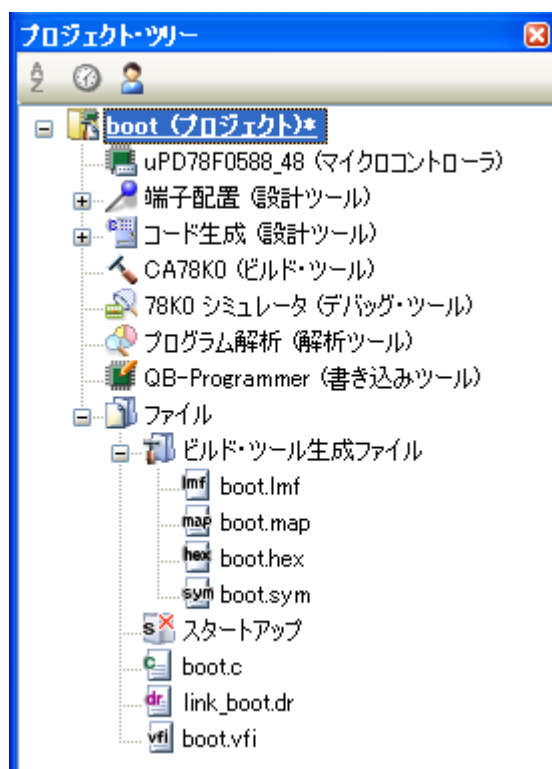 プロジェクト・ツリー
boot (プロジェクト)*
uPD78F0588_48 (マイクロコントローラ)
端子配置 (設計ツール)
コード生成 (設計ツール)
CA78K0 (ビルド・ツール)
78K0 シミュレータ (デバッグ・ツール)
プログラム解析 (解析ツール)
QB-Programmer (書き込みツール)
ファイル
ビルド・ツール生成ファイル
lmf boot.lmf
map boot.map
hex boot.hex
sym boot.sym
s スタートアップ
c boot.c
dr link_boot.dr
vfi boot.vfi